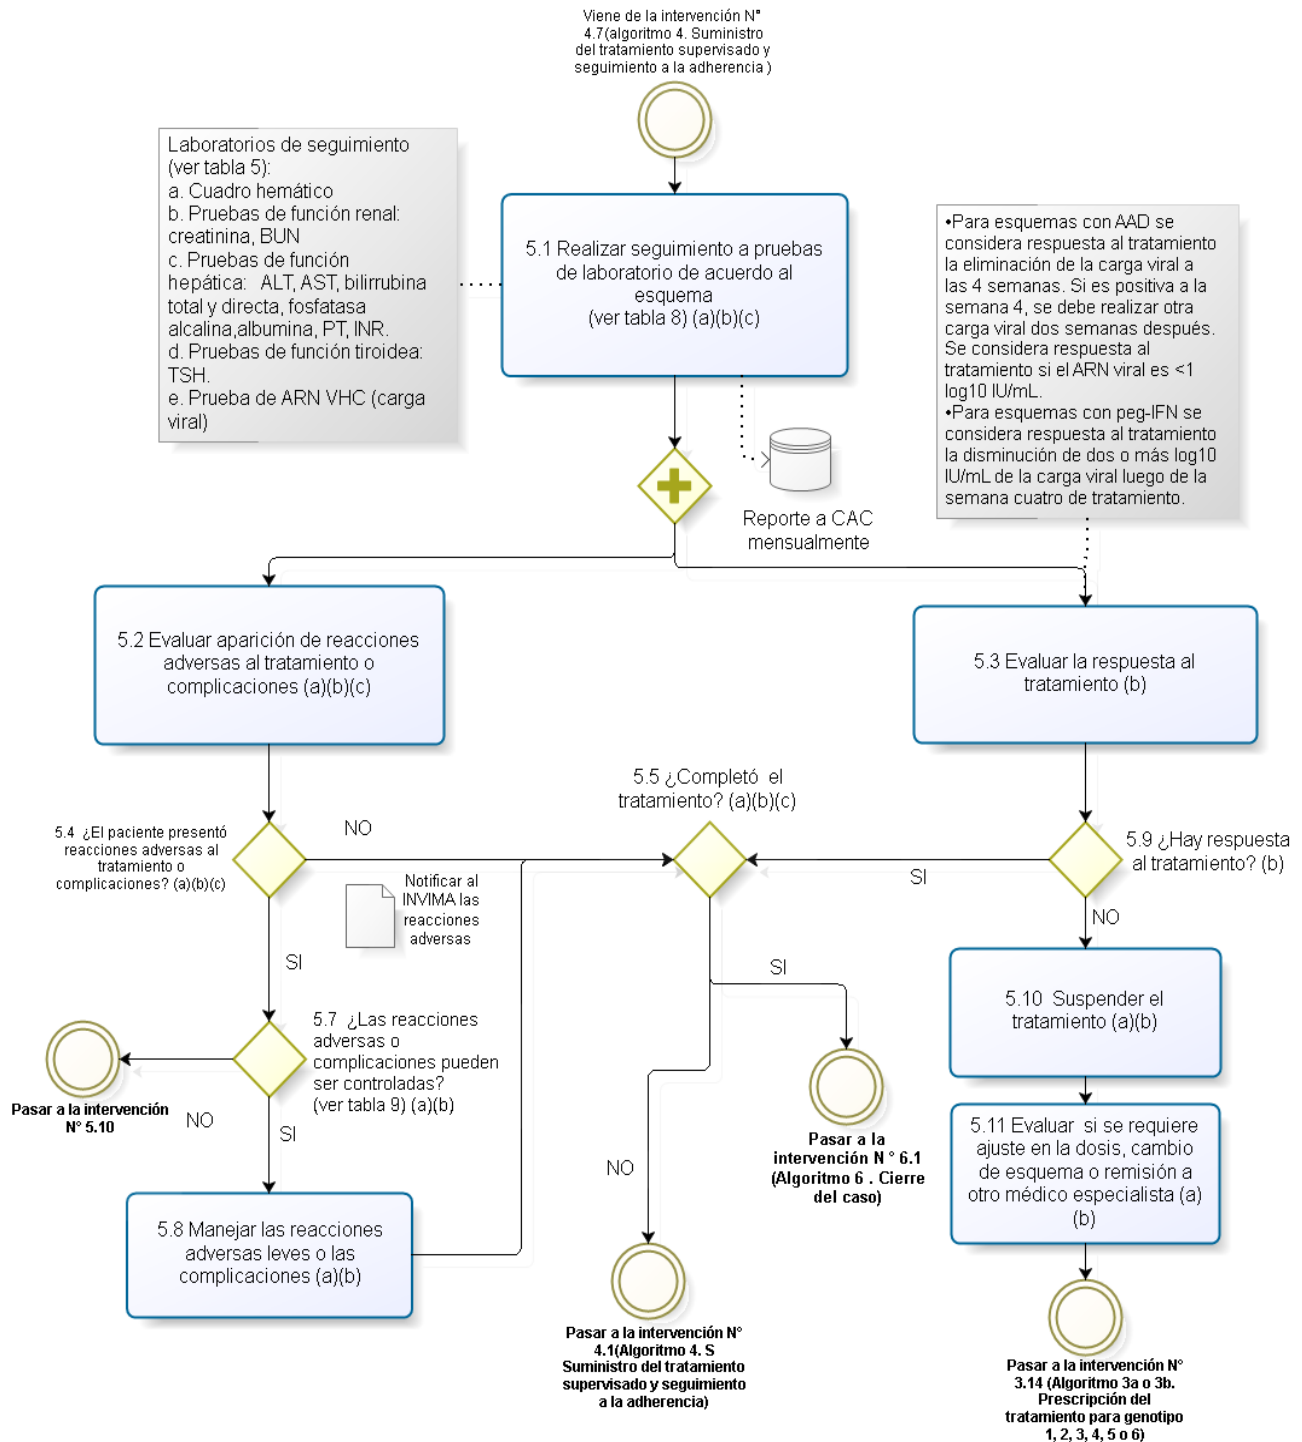 Viene de la intervención N°
4.7(algoritmo 4. Suministro
del tratamiento supervisado y
seguimiento a la adherencia )
Laboratorios de seguimiento
(ver tabla 5):
a. Cuadro hemático
b. Pruebas de función renal:
creatinina, BUN
c. Pruebas de función
hepática: ALT, AST, bilirrubina
total y directa, fosfatasa
alcalina,albumina, PT, INR.
d. Pruebas de función tiroidea:
TSH.
e. Prueba de ARN VHC (carga
viral)
5.1 Realizar seguimiento a pruebas
de laboratorio de acuerdo al
esquema
(ver tabla 8) (a)(b)(c)
•Para esquemas con AAD se
considera respuesta al tratamiento
la eliminación de la carga viral a
las 4 semanas. Si es positiva a la
semana 4, se debe realizar otra
carga viral dos semanas después.
Se considera respuesta al
tratamiento si el ARN viral es <1
log10 IU/mL.
•Para esquemas con peg-IFN se
considera respuesta al tratamiento
la disminución de dos o más log10
IU/mL de la carga viral luego de la
semana cuatro de tratamiento.
Reporte a CAC
mensualmente
5.2 Evaluar aparición de reacciones
adversas al tratamiento o
complicaciones (a)(b)(c)
5.3 Evaluar la respuesta al
tratamiento (b)
5.4 ¿El paciente presentó
reacciones adversas al
tratamiento o
complicaciones? (a)(b)(c)
NO
5.5 ¿Completó el
tratamiento? (a)(b)(c)
5.9 ¿Hay respuesta
al tratamiento? (b)
SI
Notificar al
INVIMA las
reacciones
adversas
NO
SI
SI
5.10 Suspender el
tratamiento (a)(b)
5.7 ¿Las reacciones
adversas o
complicaciones pueden
ser controladas?
(ver tabla 9) (a)(b)
Pasar a la intervención
N° 5.10
NO
SI
5.11 Evaluar si se requiere
ajuste en la dosis, cambio
de esquema o remisión a
otro médico especialista (a)
(b)
Pasar a la
intervención N ° 6.1
(Algoritmo 6 . Cierre
del caso)
NO
5.8 Manejar las reacciones
adversas leves o las
complicaciones (a)(b)
Pasar a la intervención N°
4.1(Algoritmo 4. S
Suministro del tratamiento
supervisado y seguimiento
a la adherencia)
Pasar a la intervención N°
3.14 (Algoritmo 3a o 3b.
Prescripción del
tratamiento para genotipo
1, 2, 3, 4, 5 o 6)